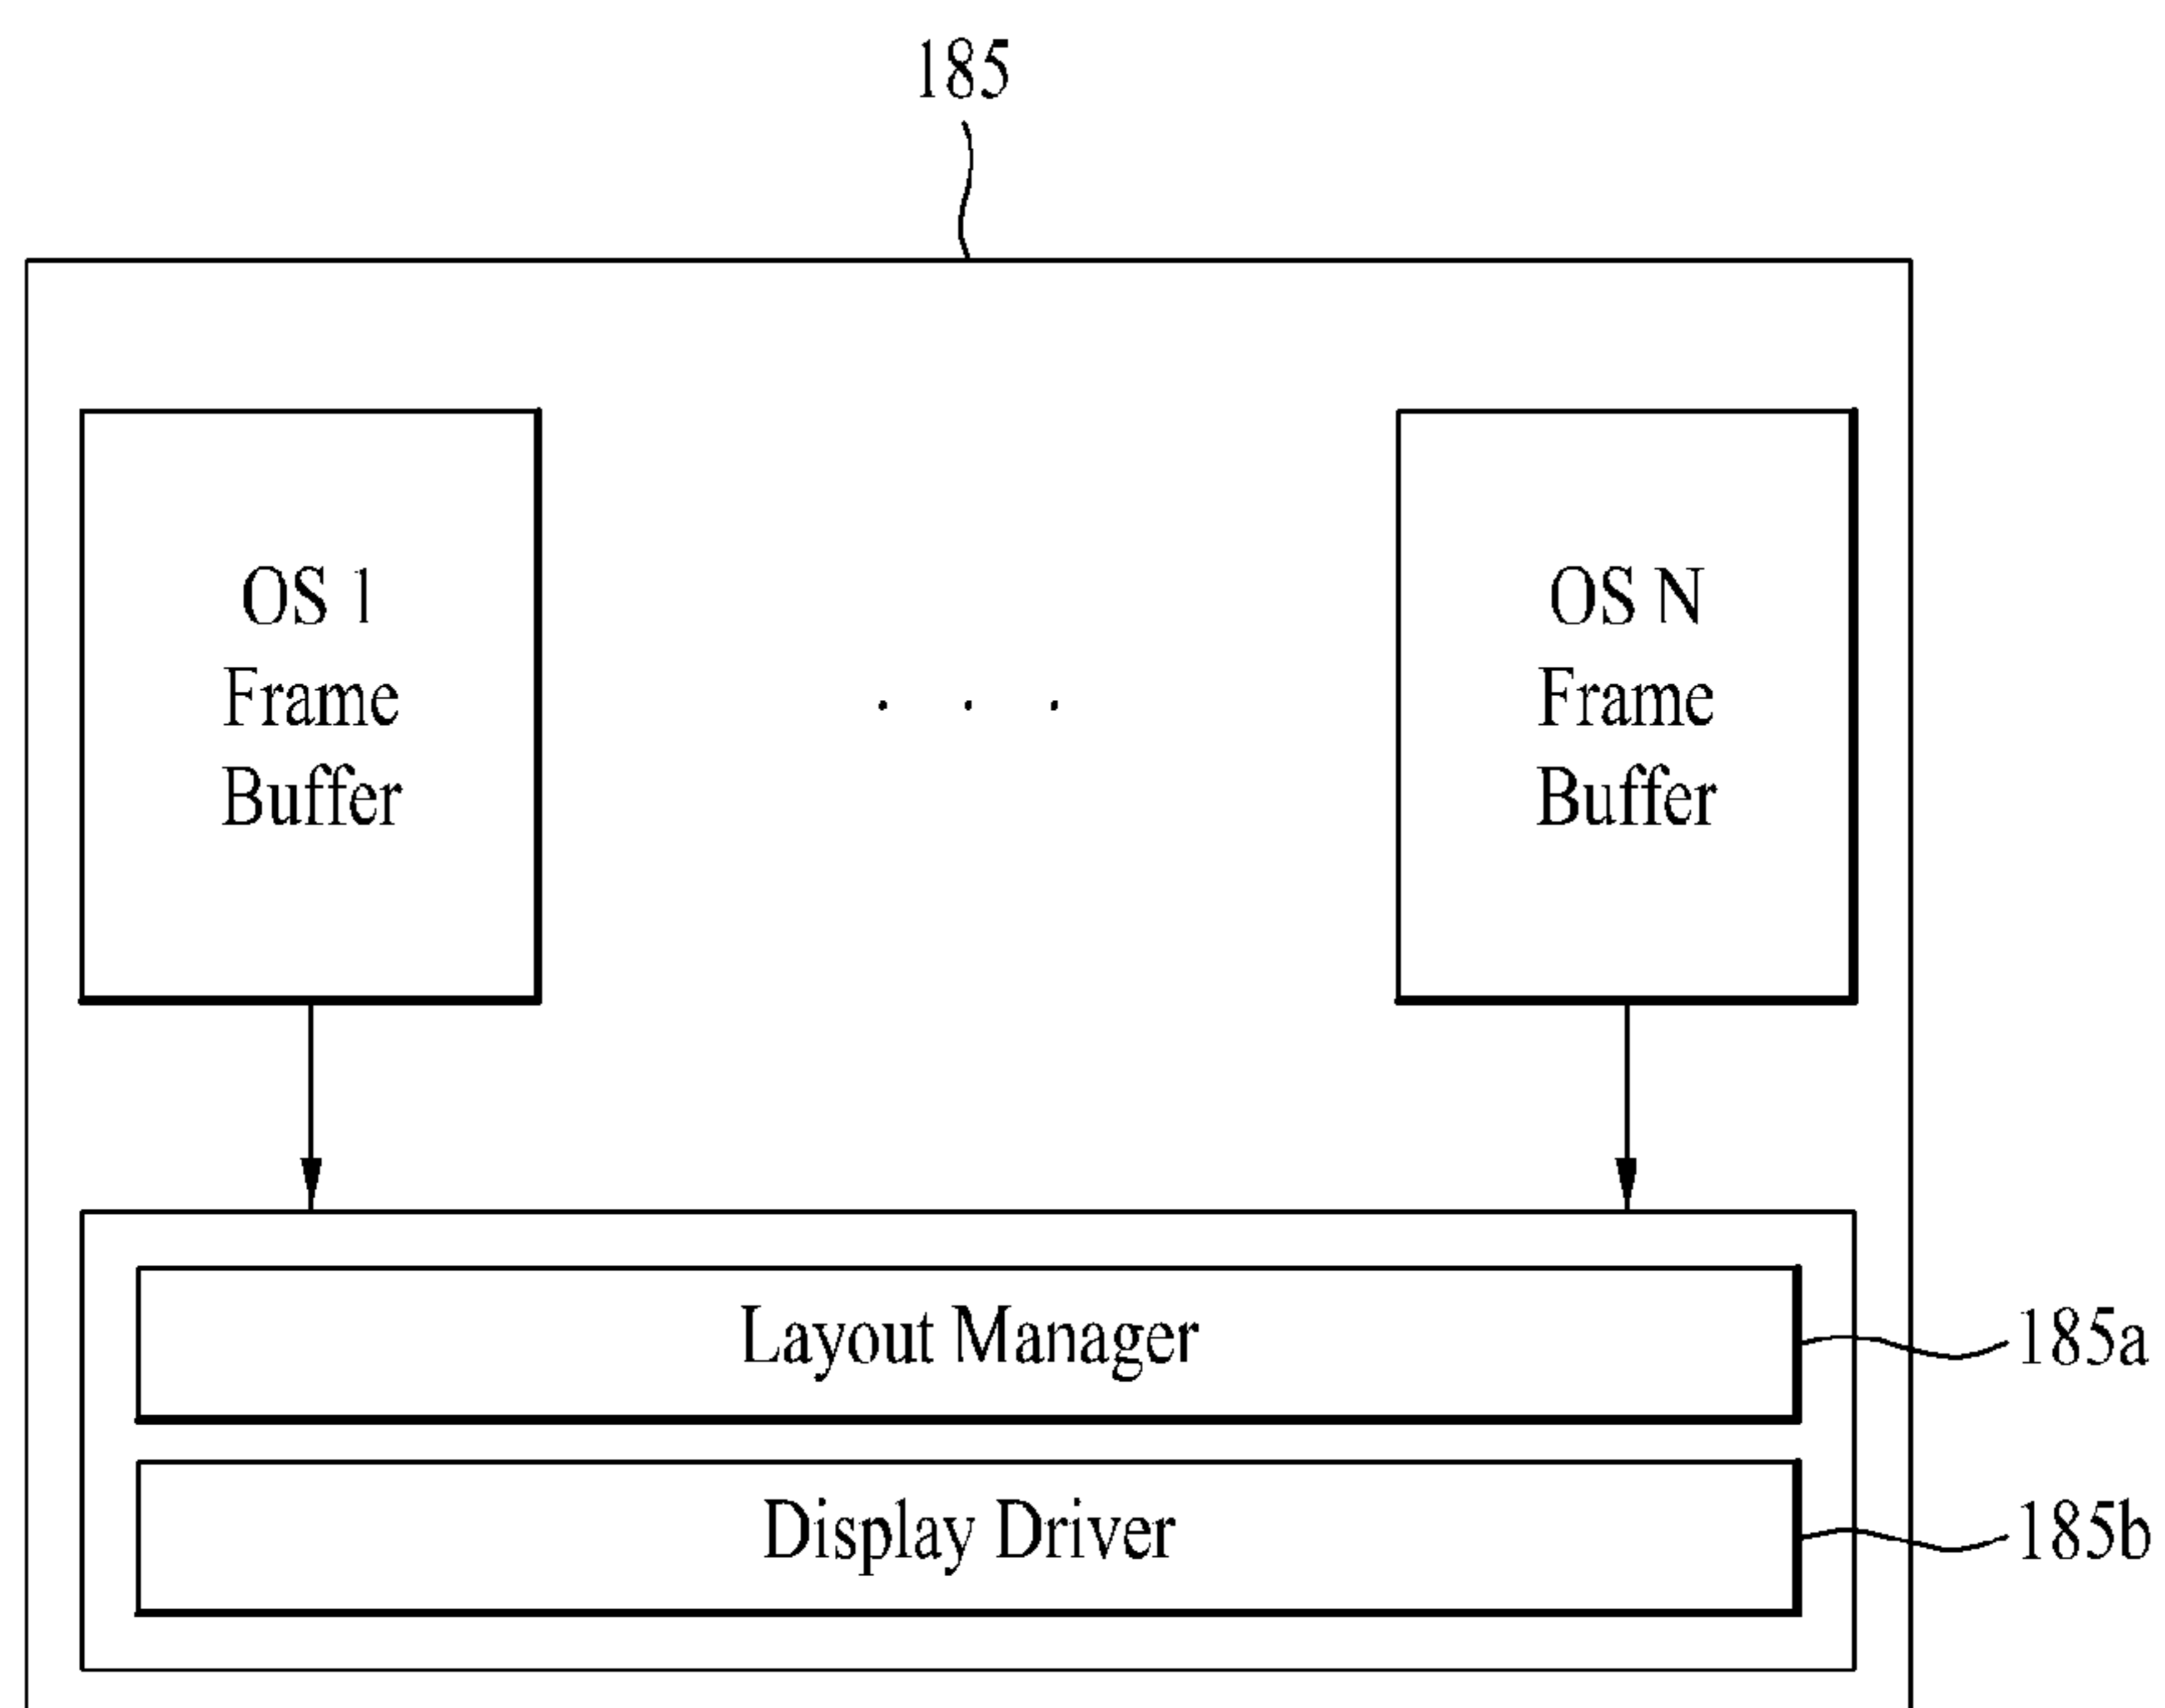 185
OS 1
Frame
Buffer
. . .
OS N
Frame
Buffer
Layout Manager
185a
Display Driver
185b